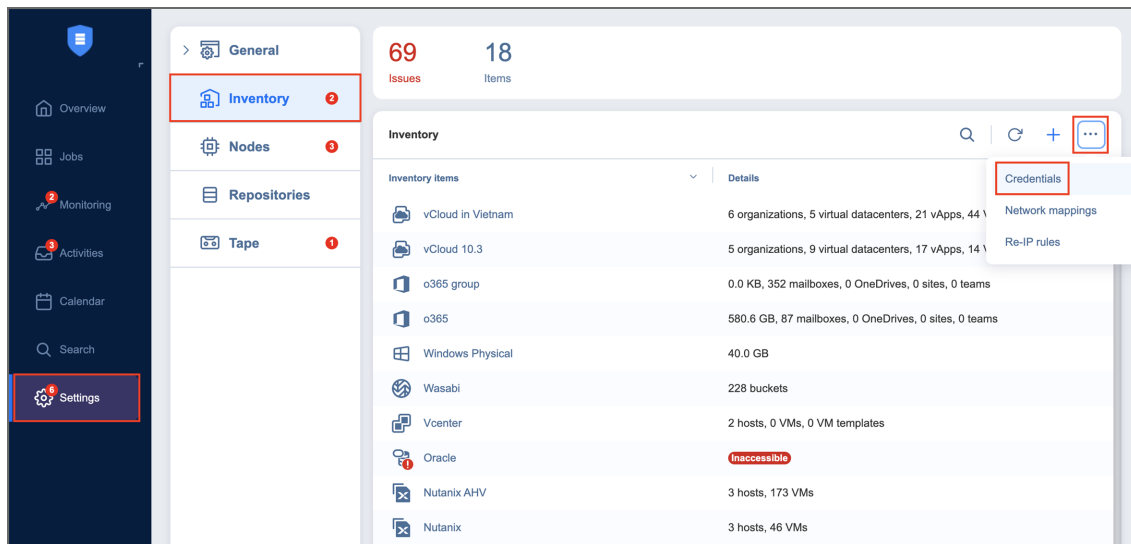 Overview
Jobs
2
Monitoring
3
Activities
Calendar
Search
6
Settings
General
Inventory 2
Nodes 3
Repositories
Tape 1
69 18
Issues Items
Inventory
Credentials
Network mappings
Re-IP rules
Inventory items Details
vCloud in Vietnam 6 organizations, 5 virtual datacenters, 21 vApps, 44
vCloud 10.3 5 organizations, 9 virtual datacenters, 17 vApps, 14
o365 group 0.0 KB, 352 mailboxes, 0 OneDrives, 0 sites, 0 teams
o365 580.6 GB, 87 mailboxes, 0 OneDrives, 0 sites, 0 teams
Windows Physical 40.0 GB
Wasabi 228 buckets
Vcenter 2 hosts, 0 VMs, 0 VM templates
Oracle Inaccessible
Nutanix AHV 3 hosts, 173 VMs
Nutanix 3 hosts, 46 VMs